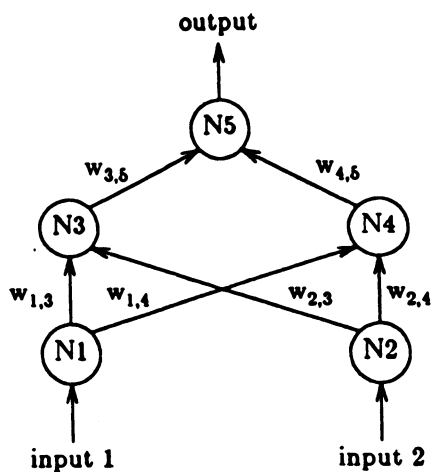 output
N5
w3,5 w4,5
N3 N4
w1,3 w1,4 w2,3 w2,4
N1 N2
input 1 input 2